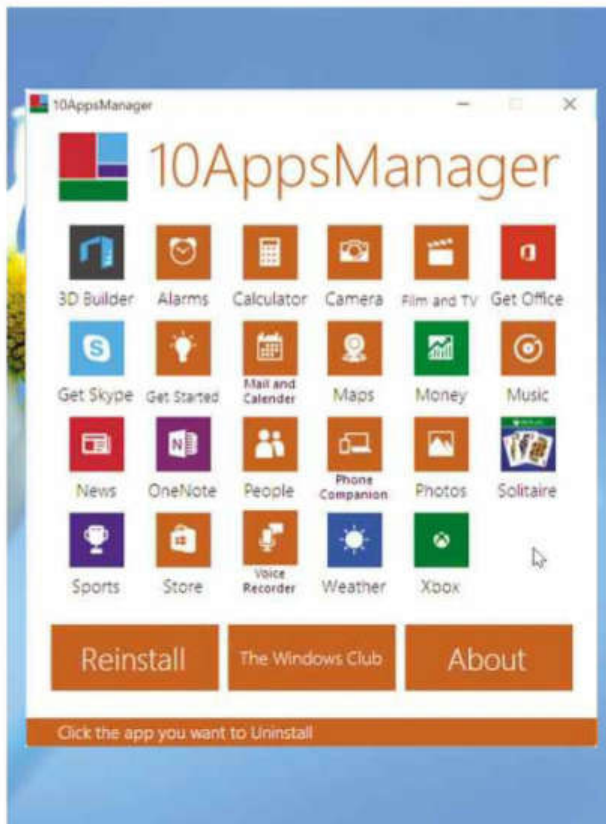 10AppsManager
10AppsManager
3D Builder Alarms Calculator Camera Film and TV Get Office
Get Skype Get Started Mail and Calender Maps Money Music
News OneNote People Phone Companion Photos Solitaire
Sports Store Voice Recorder Weather Xbox
Reinstall The Windows Club About
Click the app you want to Uninstall